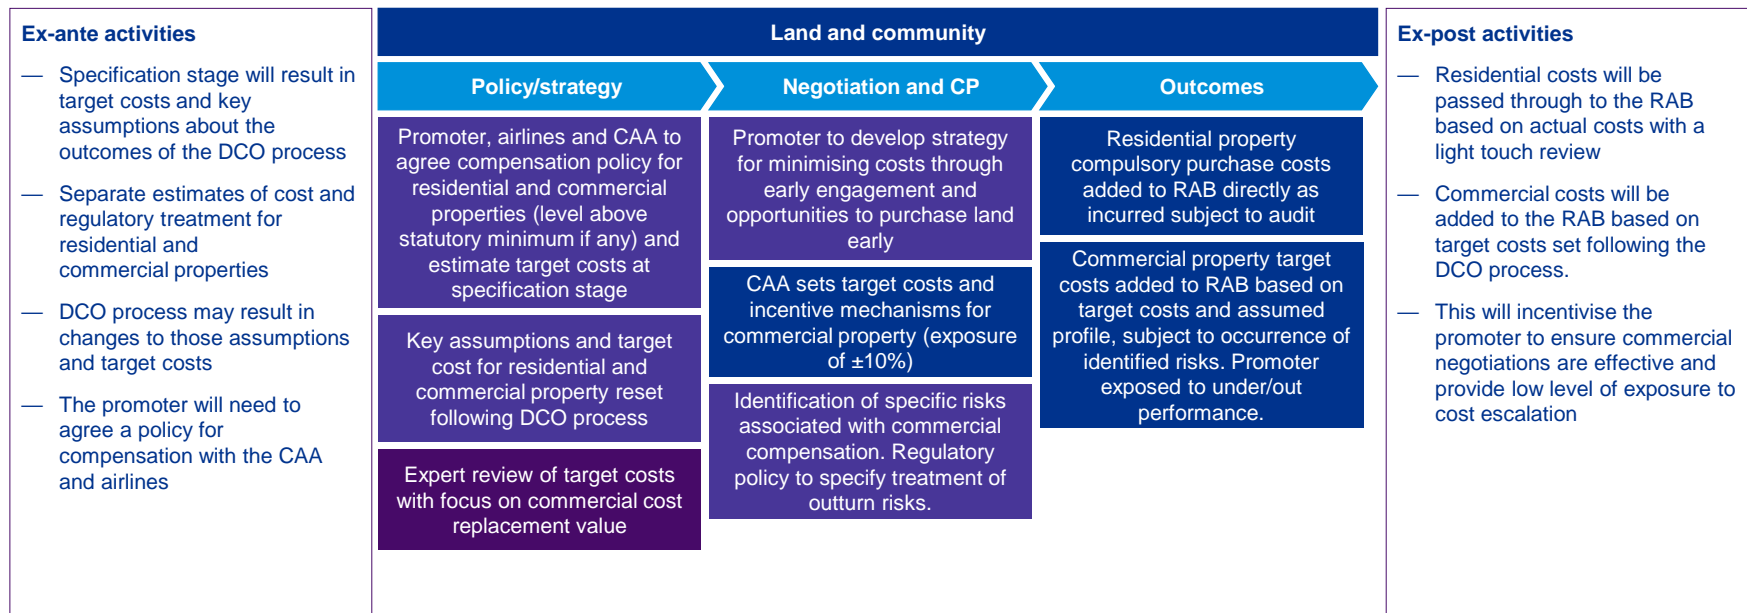 Ex-ante activities
— Specification stage will result in
target costs and key
assumptions about the
outcomes of the DCO process
— Separate estimates of cost and
regulatory treatment for
residential and
commercial properties
— DCO process may result in
changes to those assumptions
and target costs
— The promoter will need to
agree a policy for
compensation with the CAA
and airlines
Land and community
Policy/strategy
Negotiation and CP
Outcomes
Promoter, airlines and CAA to
agree compensation policy for
residential and commercial
properties (level above
statutory minimum if any) and
estimate target costs at
specification stage
Key assumptions and target
cost for residential and
commercial property reset
following DCO process
Expert review of target costs
with focus on commercial cost
replacement value
Promoter to develop strategy
for minimising costs through
early engagement and
opportunities to purchase land
early
CAA sets target costs and
incentive mechanisms for
commercial property (exposure
of ±10%)
Identification of specific risks
associated with commercial
compensation. Regulatory
policy to specify treatment of
outturn risks.
Residential property
compulsory purchase costs
added to RAB directly as
incurred subject to audit
Commercial property target
costs added to RAB based on
target costs and assumed
profile, subject to occurrence of
identified risks. Promoter
exposed to under/out
performance.
Ex-post activities
— Residential costs will be
passed through to the RAB
based on actual costs with a
light touch review
— Commercial costs will be
added to the RAB based on
target costs set following the
DCO process.
— This will incentivise the
promoter to ensure commercial
negotiations are effective and
provide low level of exposure to
cost escalation